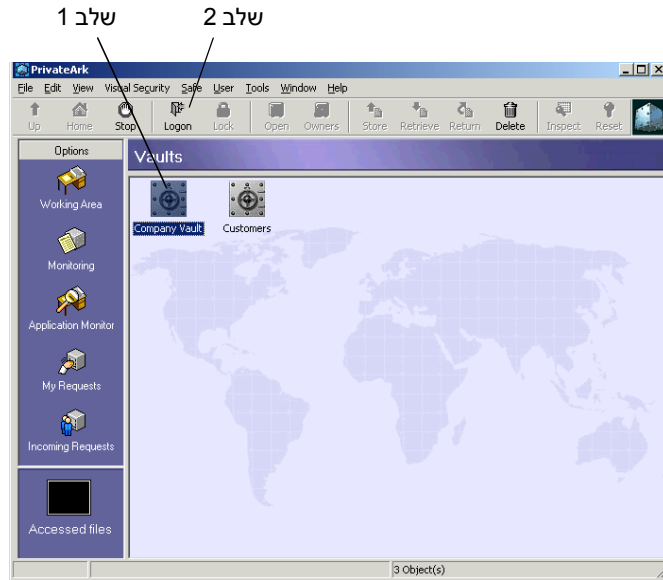 שלב 1
שלב 2
PrivateArk
File Edit View Visual Security Safe User Tools Window Help
Up Home Stop Logon Lock Open Owners Store Retrieve Return Delete Inspect Reset
Options
Vaults
Working Area
Monitoring
Application Monitor
My Requests
Incoming Requests
Accessed files
Company Vault
Customers
3 Object(s)